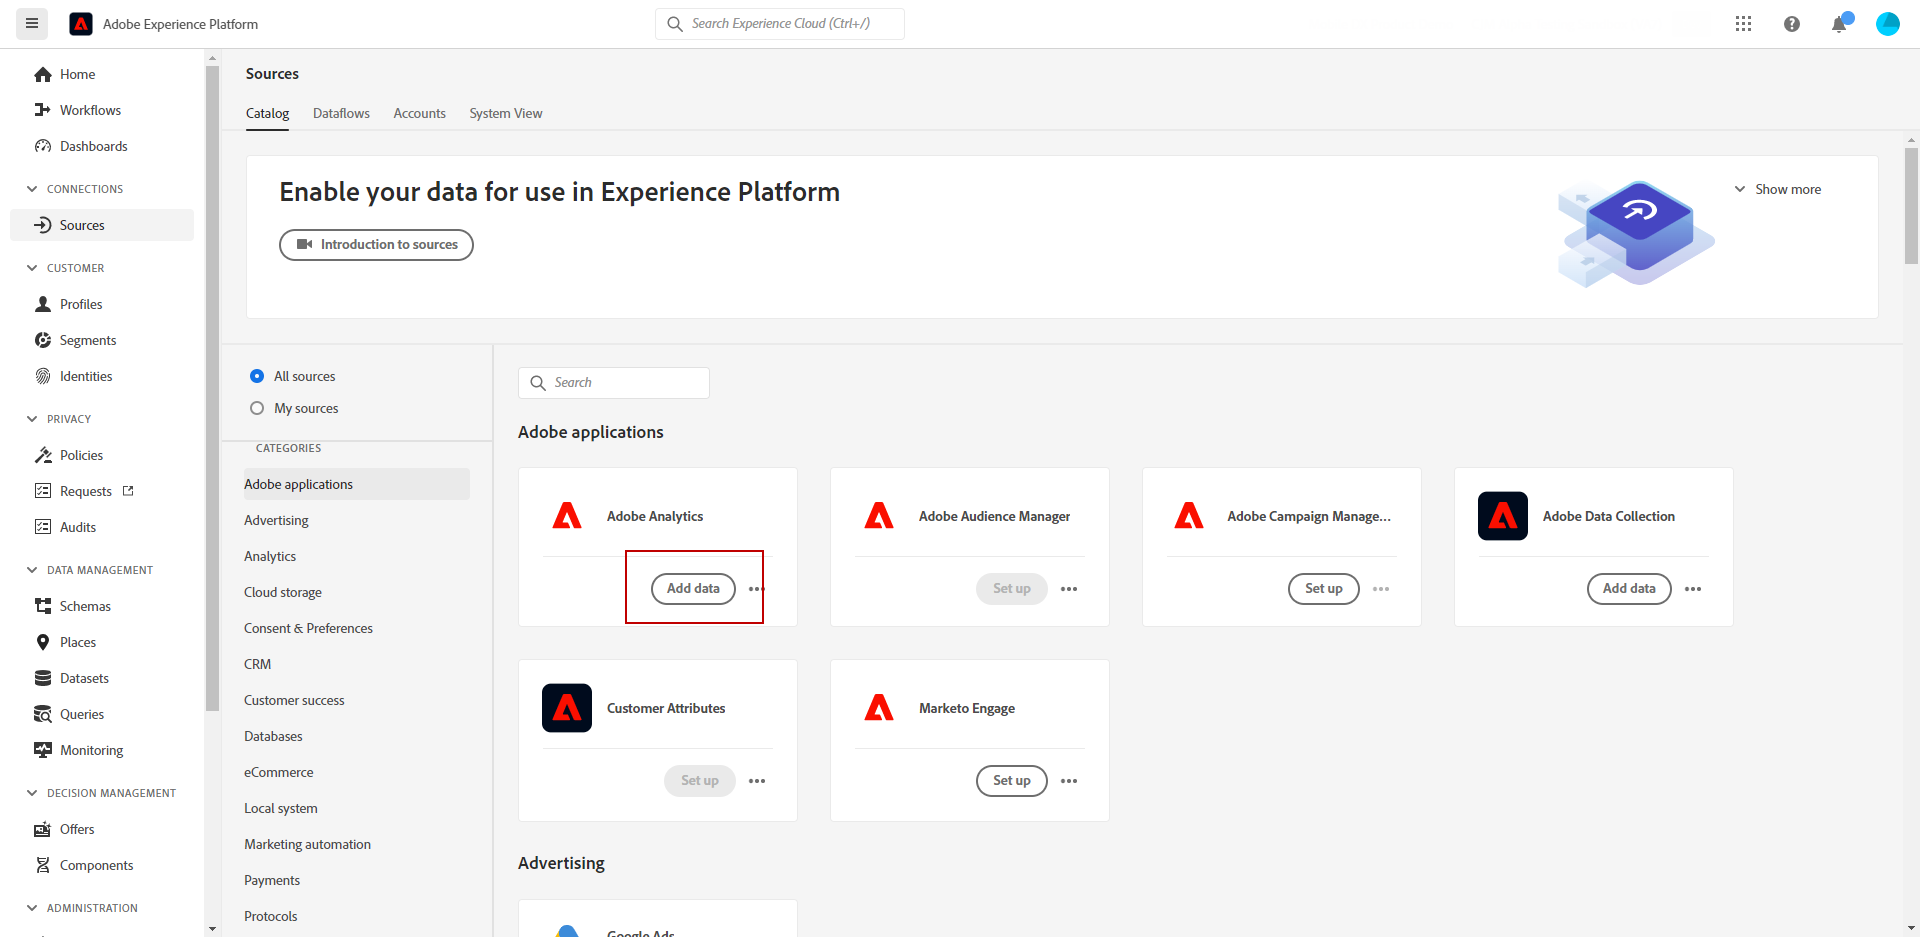 Adobe Experience Platform
Search Experience Cloud (Ctrl+/)
Home
Workflows
Dashboards
CONNECTIONS
Sources
CUSTOMER
Profiles
Segments
Identities
PRIVACY
Policies
Requests
Audits
DATA MANAGEMENT
Schemas
Places
Datasets
Queries
Monitoring
DECISION MANAGEMENT
Offers
Components
ADMINISTRATION
Sources
Catalog Dataflows Accounts System View
Enable your data for use in Experience Platform
Introduction to sources
Show more
All sources
My sources
CATEGORIES
Adobe applications
Advertising
Analytics
Cloud storage
Consent & Preferences
CRM
Customer success
Databases
eCommerce
Local system
Marketing automation
Payments
Protocols
Search
Adobe applications
Adobe Analytics
Add data
Adobe Audience Manager
Set up
Adobe Campaign Manage...
Set up
Adobe Data Collection
Add data
Customer Attributes
Set up
Marketo Engage
Set up
Advertising
Google Ads